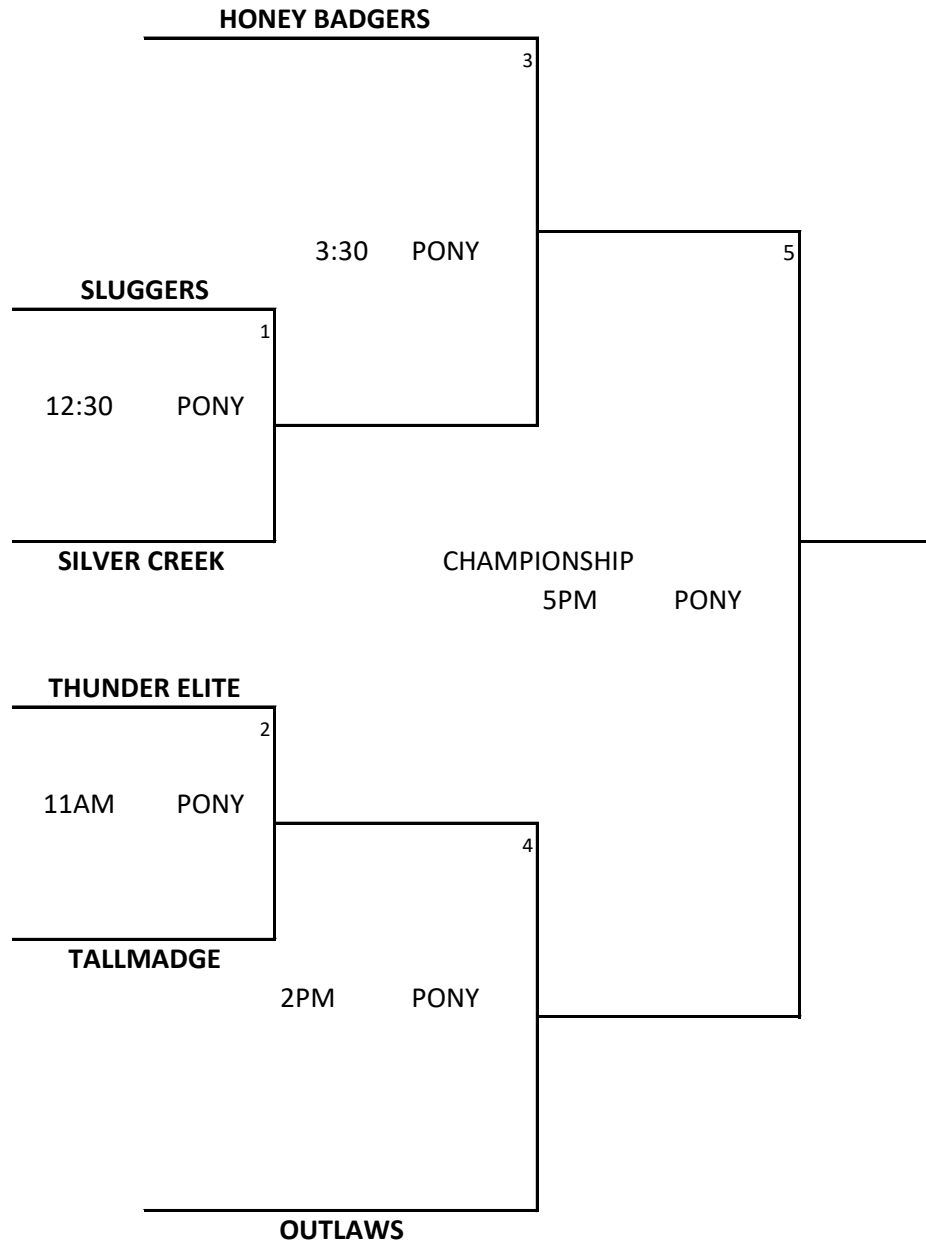 HONEY BADGERS
3
3:30 PONY
5
SLUGGERS
1
12:30 PONY
SILVER CREEK
CHAMPIONSHIP
5PM PONY
THUNDER ELITE
2
11AM PONY
4
TALLMADGE
2PM PONY
OUTLAWS